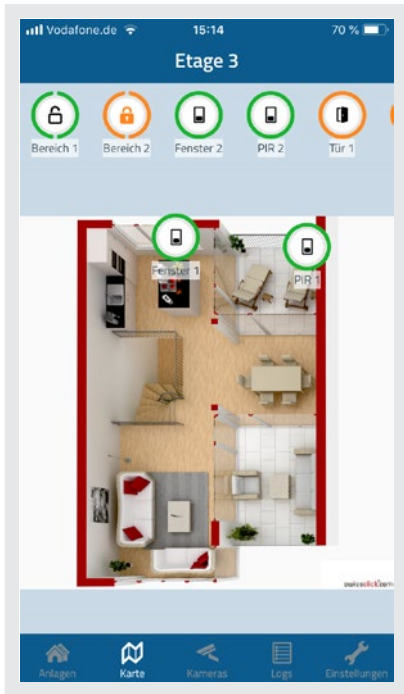 Vodafone.de 15:14 70 %
Etage 3
Bereich 1 Bereich 2 Fenster 2 PIR 2 Tür 1
Fenster 1
PIR 1
Anlagen Karte Kameras Logs Einstellungen